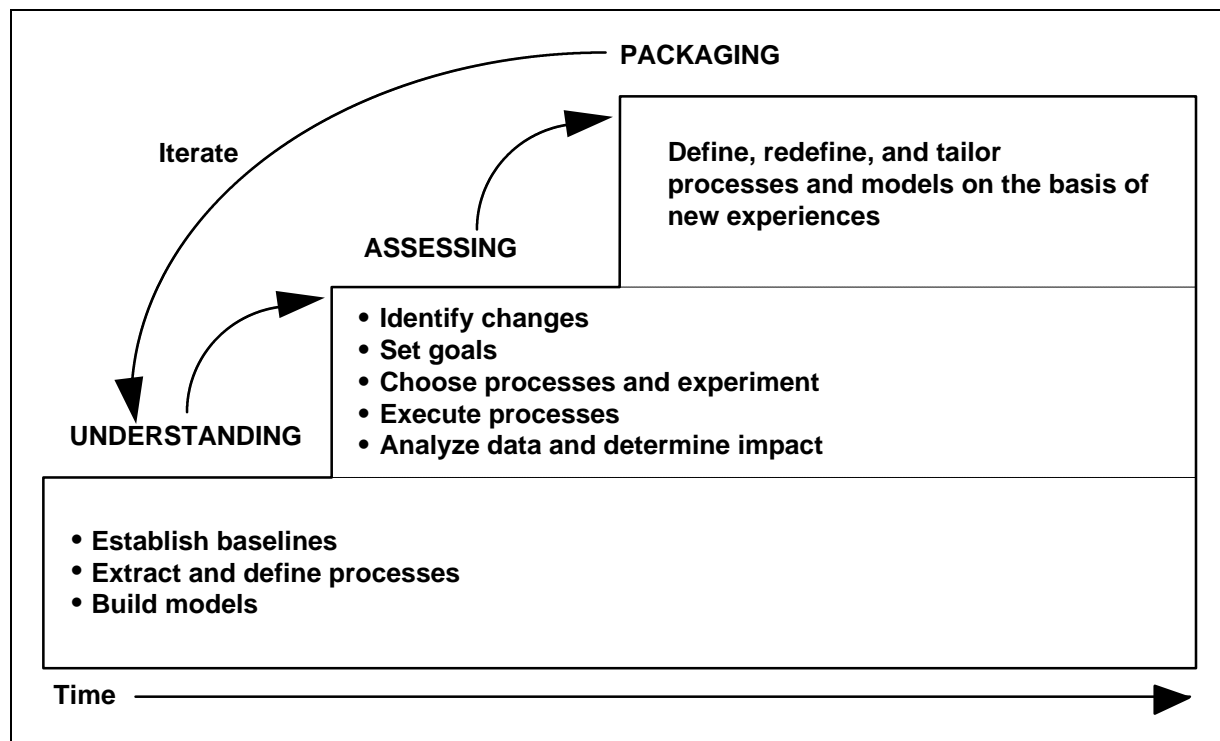 PACKAGING
Iterate
Define, redefine, and tailor
processes and models on the basis of
new experiences
ASSESSING
• Identify changes
• Set goals
• Choose processes and experiment
• Execute processes
• Analyze data and determine impact
UNDERSTANDING
• Establish baselines
• Extract and define processes
• Build models
Time